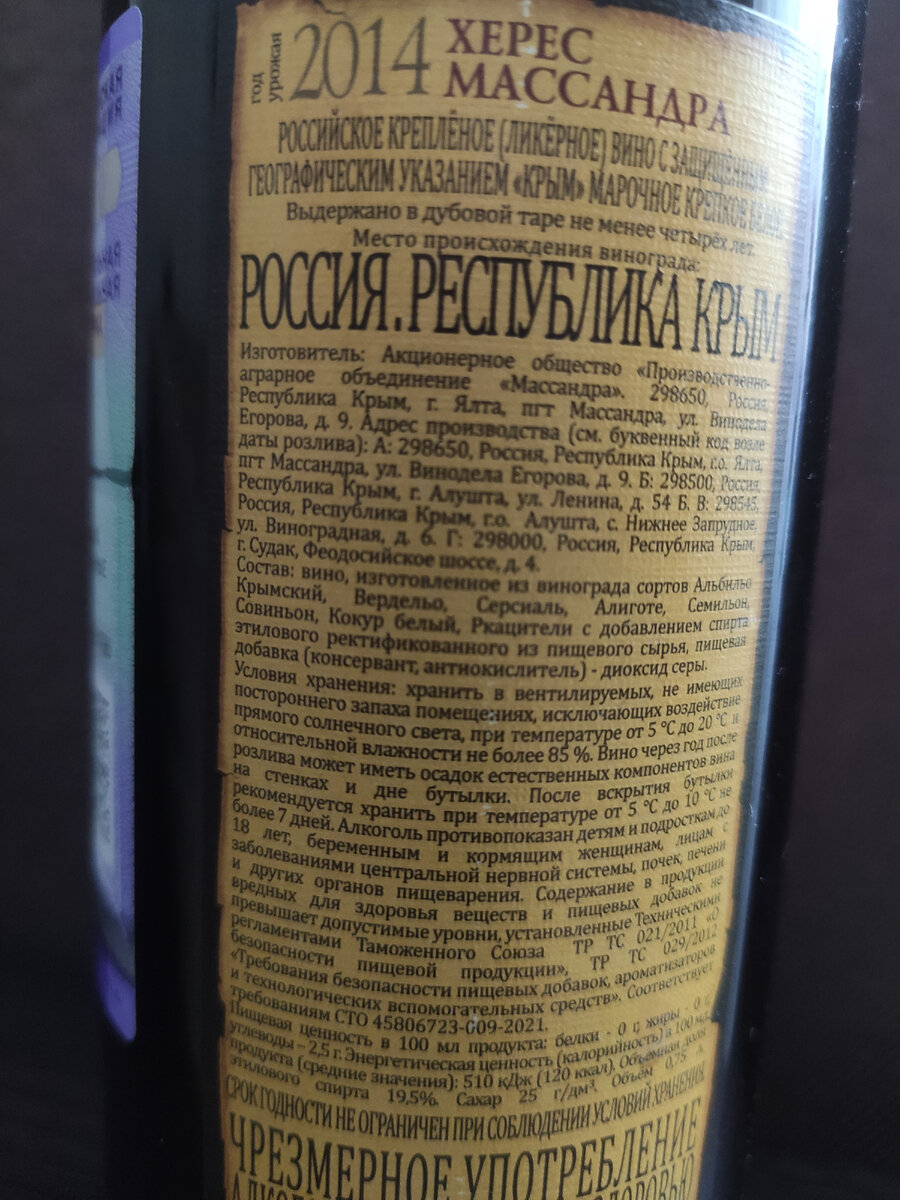 год урожая 2014 ХЕРЕС
МАССАНДРА
РОССИЙСКОЕ КРЕПЛЁНОЕ (ЛИКЁРНОЕ) ВИНО С ЗАЩИЩЁННЫМ
ГЕОГРАФИЧЕСКИМ УКАЗАНИЕМ «КРЫМ» МАРОЧНОЕ КРЕПКОЕ БЕЛОЕ
Выдержано в дубовой таре не менее четырёх лет.
Место происхождения винограда:
РОССИЯ. РЕСПУБЛИКА КРЫМ
Изготовитель: Акционерное общество «Производственно-
аграрное объединение «Массандра». 298650, Россия,
Республика Крым, г. Ялта, пгт Массандра, ул. Винодела
Егорова, д. 9. Адрес производства (см. буквенный код возле
даты розлива): А: 298650, Россия, Республика Крым, г.о. Ялта,
пгт Массандра, ул. Винодела Егорова, д. 9. Б: 298500, Россия,
Республика Крым, г. Алушта, ул. Ленина, д. 54 Б. В: 298545,
Россия, Республика Крым, г.о. Алушта, с. Нижнее Запрудное,
ул. Виноградная, д. 6. Г: 298000, Россия, Республика Крым,
г. Судак, Феодосийское шоссе, д. 4.
Состав: вино, изготовленное из винограда сортов Альбильо
Крымский, Вердельо, Серсиаль, Алиготе, Семильон,
Совиньон, Кокур белый, Ркацители с добавлением спирта
этилового ректификованного из пищевого сырья, пищевая
добавка (консервант, антиокислитель) - диоксид серы.
Условия хранения: хранить в вентилируемых, не имеющих
постороннего запаха помещениях, исключающих воздействие
прямого солнечного света, при температуре от 5 °С до 20 °С и
относительной влажности не более 85 %. Вино через год после
розлива может иметь осадок естественных компонентов вина
на стенках и дне бутылки. После вскрытия бутылки
рекомендуется хранить при температуре от 5 °С до 10 °С не
более 7 дней. Алкоголь противопоказан детям и подросткам до
18 лет, беременным и кормящим женщинам, лицам с
заболеваниями центральной нервной системы, почек, печени
и других органов пищеварения. Содержание в продукции
вредных для здоровья веществ и пищевых добавок не
превышает допустимые уровни, установленные Техническими
регламентами Таможенного Союза ТР ТС 021/2011 «О
безопасности пищевой продукции», ТР ТС 029/2012
«Требования безопасности пищевых добавок, ароматизаторов
и технологических вспомогательных средств». Соответствует
требованиям СТО 45806723-009-2021.
Пищевая ценность в 100 мл продукта: белки - 0 г, жиры - 0 г,
углеводы – 2,5 г. Энергетическая ценность (калорийность) в 100 мл
продукта (средние значения): 510 кДж (120 ккал). Объёмная доля
этилового спирта 19,5%. Сахар 25 г/дм³. Объём 0,75 л.
СРОК ГОДНОСТИ НЕ ОГРАНИЧЕН ПРИ СОБЛЮДЕНИИ УСЛОВИЙ ХРАНЕНИЯ.
ЧРЕЗМЕРНОЕ УПОТРЕБЛЕНИЕ